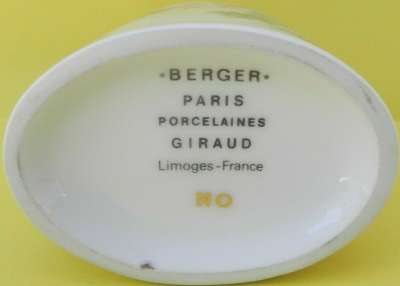 •BERGER•
PARIS
PORCELAINES
GIRAUD
Limoges-France
NO